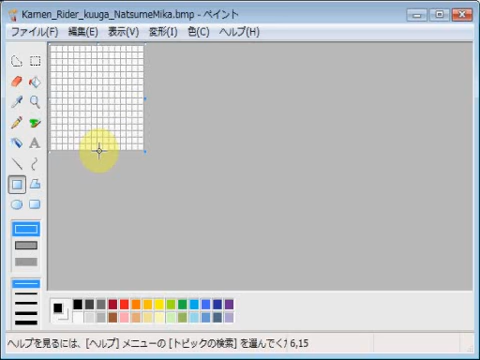 Kamen_Rider_kuuga_NatsumeMika.bmp - ペイント
ファイル(F) 編集(E) 表示(V) 変形(I) 色(C) ヘルプ(H)
A
ヘルプを見るには、[ヘルプ] メニューの [トピックの検索] を選んでく 6,15